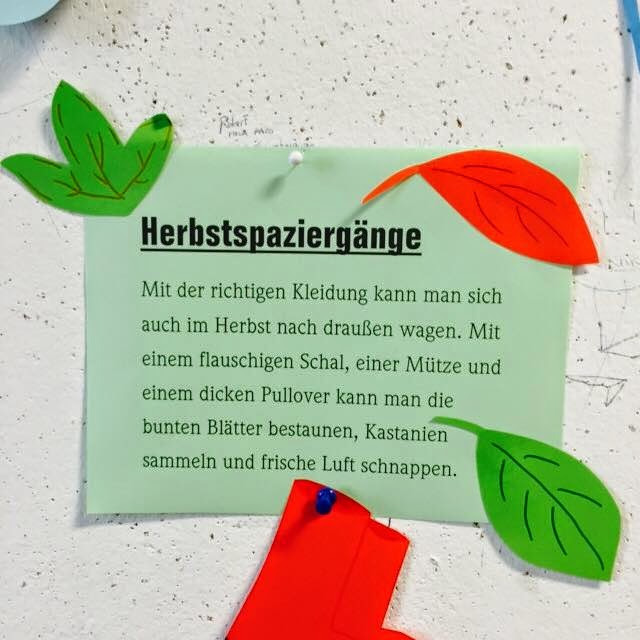 Robert
Herbstspaziergänge
Mit der richtigen Kleidung kann man sich
auch im Herbst nach draußen wagen. Mit
einem flauschigen Schal, einer Mütze und
einem dicken Pullover kann man die
bunten Blätter bestaunen, Kastanien
sammeln und frische Luft schnappen.